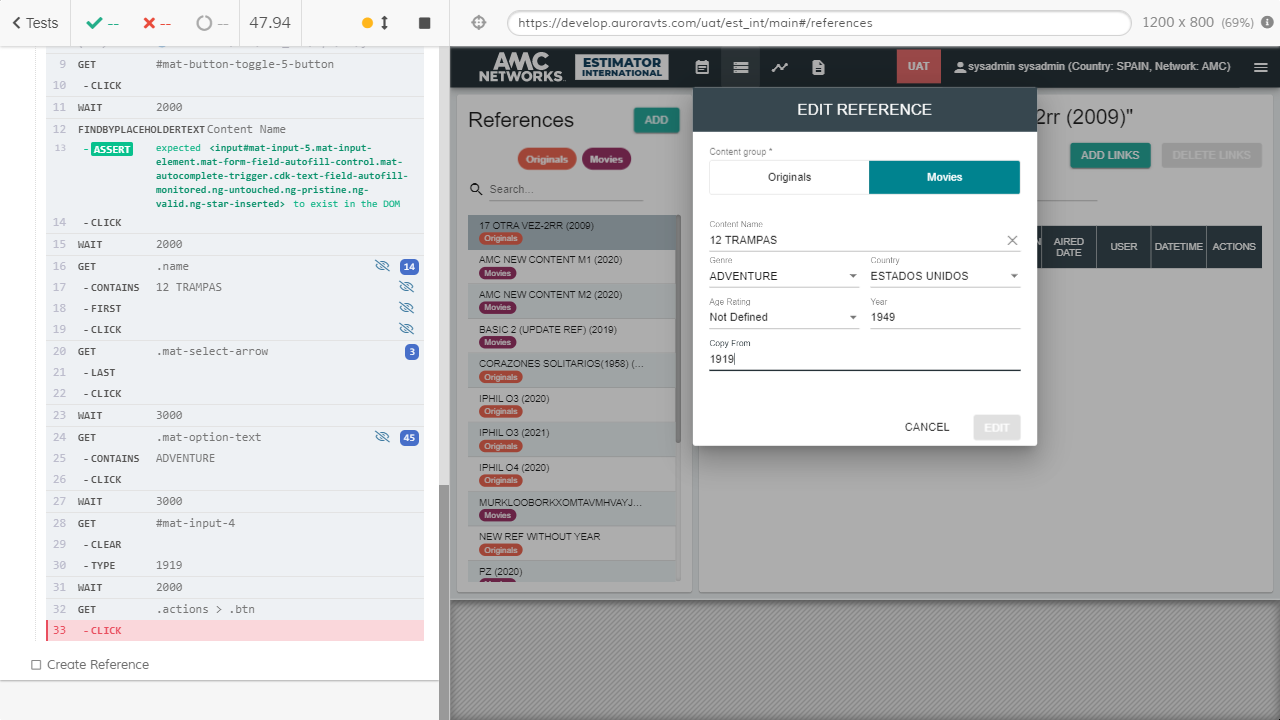 Tests
--
--
--
47.94
9 GET #mat-button-toggle-5-button
10 -CLICK
11 WAIT 2000
12 FINDBYPLACEHOLDERTEXT Content Name
13 -ASSERT expected <input#mat-input-5.mat-input-
element.mat-form-field-autofill-control.mat-
autocomplete-trigger.cdk-text-field-autofill-
monitored.ng-untouched.ng-pristine.ng-
valid.ng-star-inserted> to exist in the DOM
14 -CLICK
15 WAIT 2000
16 GET .name 14
17 -CONTAINS 12 TRAMPAS
18 -FIRST
19 -CLICK
20 GET .mat-select-arrow 3
21 -LAST
22 -CLICK
23 WAIT 3000
24 GET .mat-option-text 45
25 -CONTAINS ADVENTURE
26 -CLICK
27 WAIT 3000
28 GET #mat-input-4
29 -CLEAR
30 -TYPE 1919
31 WAIT 2000
32 GET .actions > .btn
33 -CLICK
Create Reference
https://develop.auroravts.com/uat/est_int/main#/references
1200 x 800 (69%)
AMC
NETWORKS
ESTIMATOR
INTERNATIONAL
UAT
sysadmin sysadmin (Country: SPAIN, Network: AMC)
References
ADD
Originals
Movies
Search...
17 OTRA VEZ-2RR (2009)
Originals
AMC NEW CONTENT M1 (2020)
Movies
AMC NEW CONTENT M2 (2020)
Movies
BASIC 2 (UPDATE REF) (2019)
Movies
CORAZONES SOLITARIOS(1958) (...
Originals
IPHIL O3 (2020)
Originals
IPHIL O3 (2021)
Originals
IPHIL O4 (2020)
Originals
MURKLOOBORKXOMTAVMHVAYJ...
Movies
NEW REF WITHOUT YEAR
Originals
PZ (2020)
EDIT REFERENCE
Content group *
Originals
Movies
Content Name
12 TRAMPAS
Genre
ADVENTURE
Country
ESTADOS UNIDOS
Age Rating
Not Defined
Year
1949
Copy From
1919
CANCEL
EDIT
2rr (2009)"
ADD LINKS
DELETE LINKS
AIRED
DATE
USER
DATETIME
ACTIONS